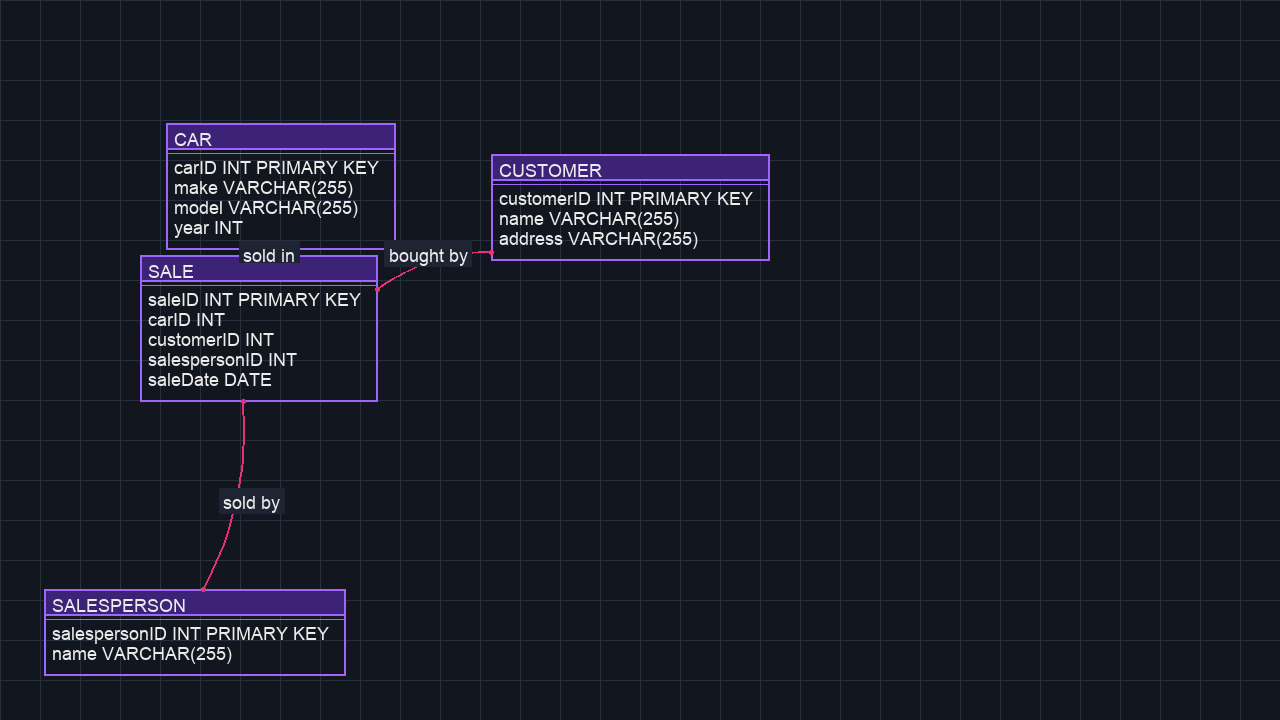 CAR
carID INT PRIMARY KEY
make VARCHAR(255)
model VARCHAR(255)
year INT
CUSTOMER
customerID INT PRIMARY KEY
name VARCHAR(255)
address VARCHAR(255)
sold in
bought by
SALE
saleID INT PRIMARY KEY
carID INT
customerID INT
salespersonID INT
saleDate DATE
sold by
SALESPERSON
salespersonID INT PRIMARY KEY
name VARCHAR(255)